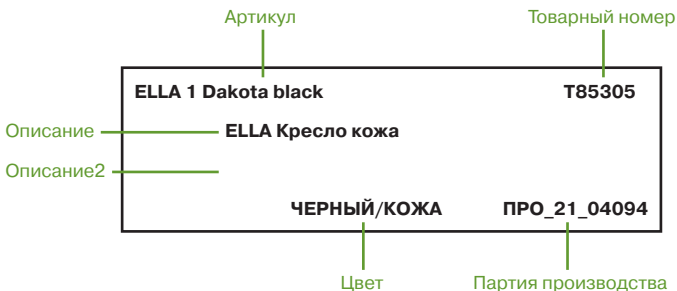 Артикул Товарный номер
ELLA 1 Dakota black T85305
Описание ELLA Кресло кожа
Описание2
ЧЕРНЫЙ/КОЖА ПРО_21_04094
Цвет Партия производства